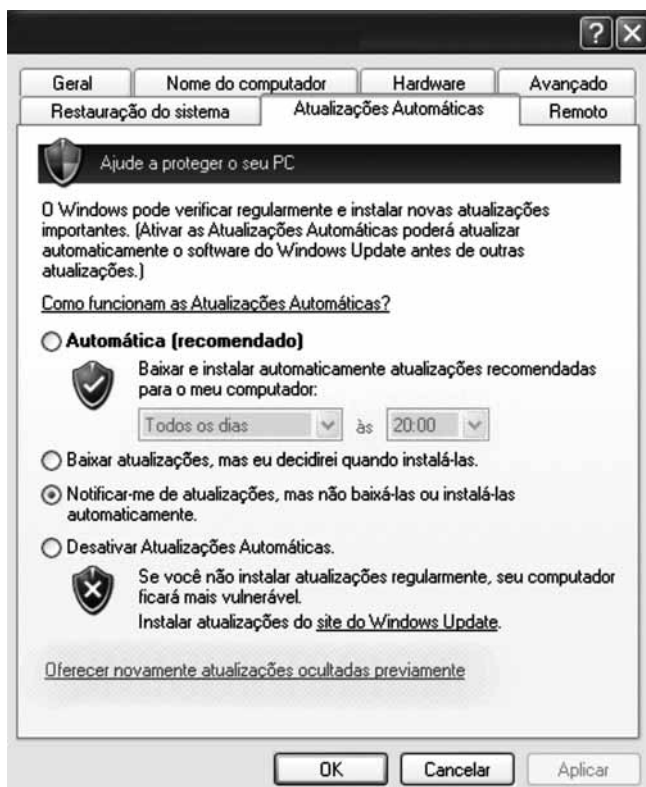 ?
X
Geral
Nome do computador
Hardware
Avançado
Restauração do sistema
Atualizações Automáticas
Remoto
Ajude a proteger o seu PC
O Windows pode verificar regularmente e instalar novas atualizações
importantes. (Ativar as Atualizações Automáticas poderá atualizar
automaticamente o software do Windows Update antes de outras
atualizações.)
Como funcionam as Atualizações Automáticas?
Automática (recomendado)
Baixar e instalar automaticamente atualizações recomendadas
para o meu computador:
Todos os dias às 20:00
Baixar atualizações, mas eu decidirei quando instalá-las.
Notificar-me de atualizações, mas não baixá-las ou instalá-las
automaticamente.
Desativar Atualizações Automáticas.
Se você não instalar atualizações regularmente, seu computador
ficará mais vulnerável.
Instalar atualizações do site do Windows Update.
Oferecer novamente atualizações ocultadas previamente
OK
Cancelar
Aplicar